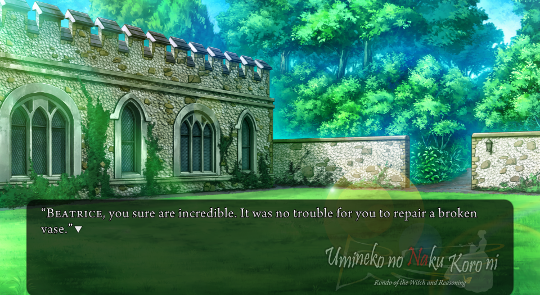 "BEATRICE, you sure are incredible. It was no trouble for you to repair a broken
vase."▼
Umineko no Naku Koro ni
Rondo of the Witch and Reasoning